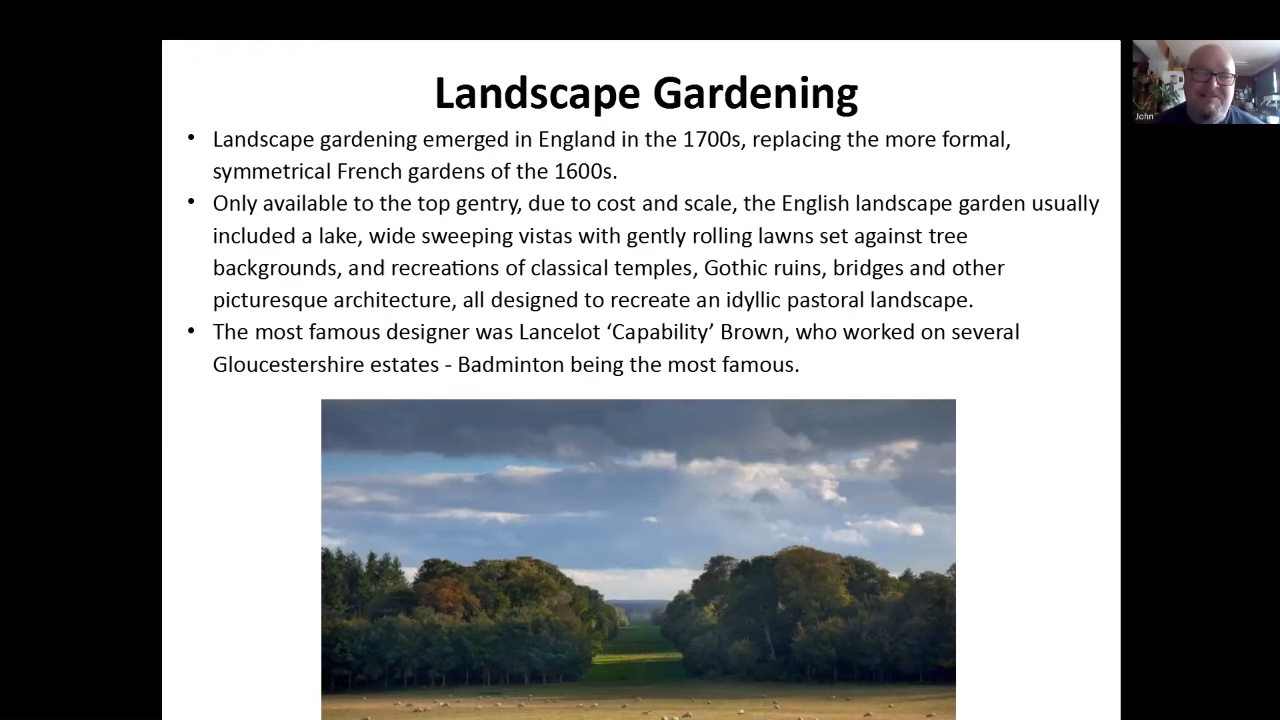 Landscape Gardening
• Landscape gardening emerged in England in the 1700s, replacing the more formal,
symmetrical French gardens of the 1600s.
• Only available to the top gentry, due to cost and scale, the English landscape garden usually
included a lake, wide sweeping vistas with gently rolling lawns set against tree
backgrounds, and recreations of classical temples, Gothic ruins, bridges and other
picturesque architecture, all designed to recreate an idyllic pastoral landscape.
• The most famous designer was Lancelot ‘Capability’ Brown, who worked on several
Gloucestershire estates - Badminton being the most famous.
John